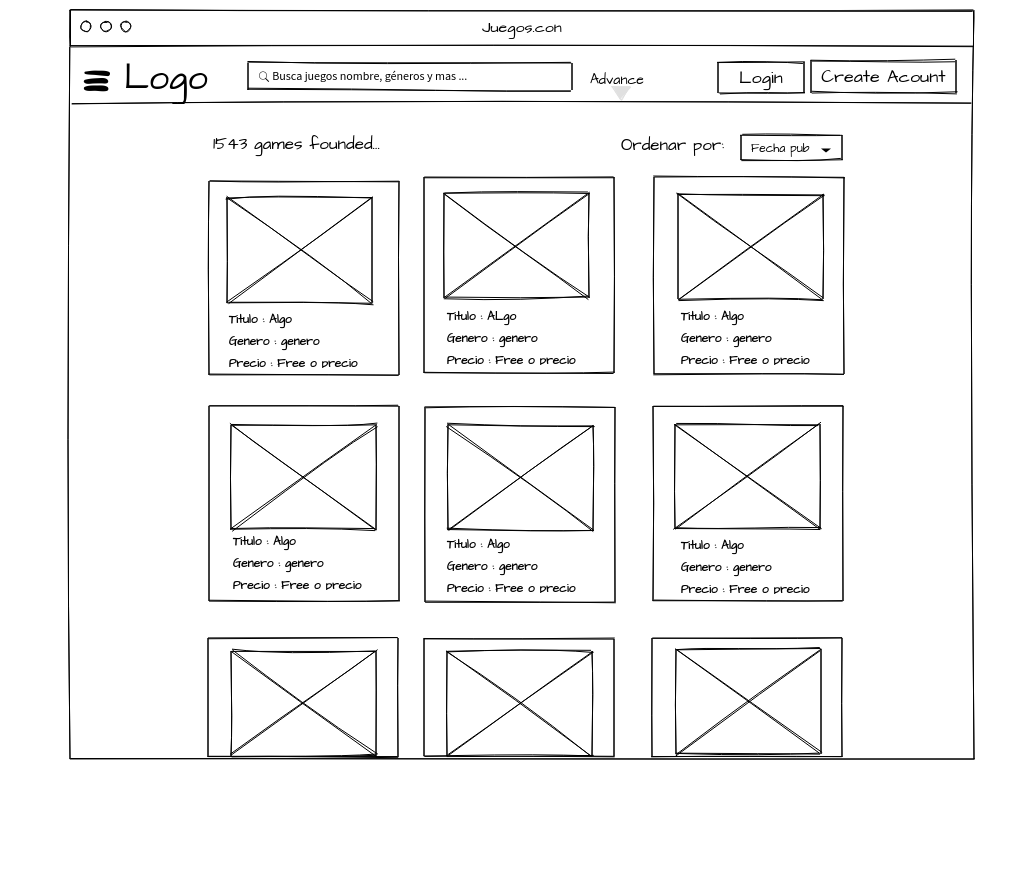 Juegos.con
Logo
Busca juegos nombre, géneros y mas ...
Advance
Login
Create Acount
1543 games founded...
Ordenar por:
Fecha pub
Titulo : Algo
Genero : genero
Precio : Free o precio
Titulo : ALgo
Genero : genero
Precio : Free o precio
Titulo : Algo
Genero : genero
Precio : Free o precio
Titulo : Algo
Genero : genero
Precio : Free o precio
Titulo : Algo
Genero : genero
Precio : Free o precio
Titulo : Algo
Genero : genero
Precio : Free o precio